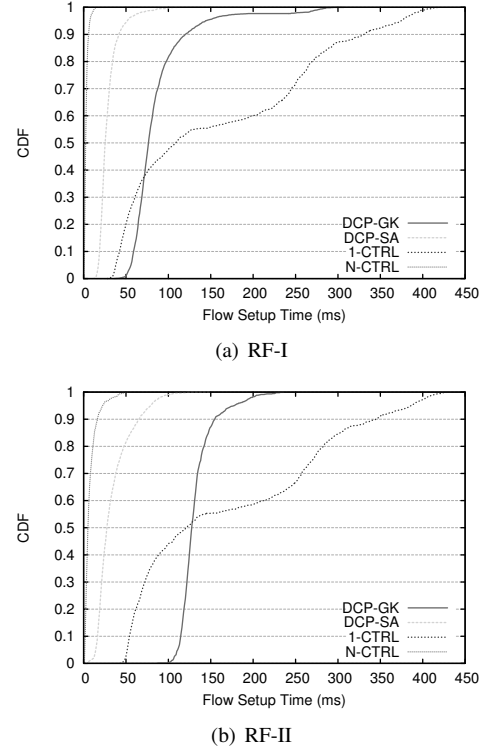 1
0.9
0.8
0.7
0.6
0.5
0.4
0.3
0.2
0.1
0
CDF
DCP-GK
DCP-SA
1-CTRL
N-CTRL
0 50 100 150 200 250 300 350 400 450
Flow Setup Time (ms)
(a) RF-I
1
0.9
0.8
0.7
0.6
0.5
0.4
0.3
0.2
0.1
0
CDF
DCP-GK
DCP-SA
1-CTRL
N-CTRL
0 50 100 150 200 250 300 350 400 450
Flow Setup Time (ms)
(b) RF-II